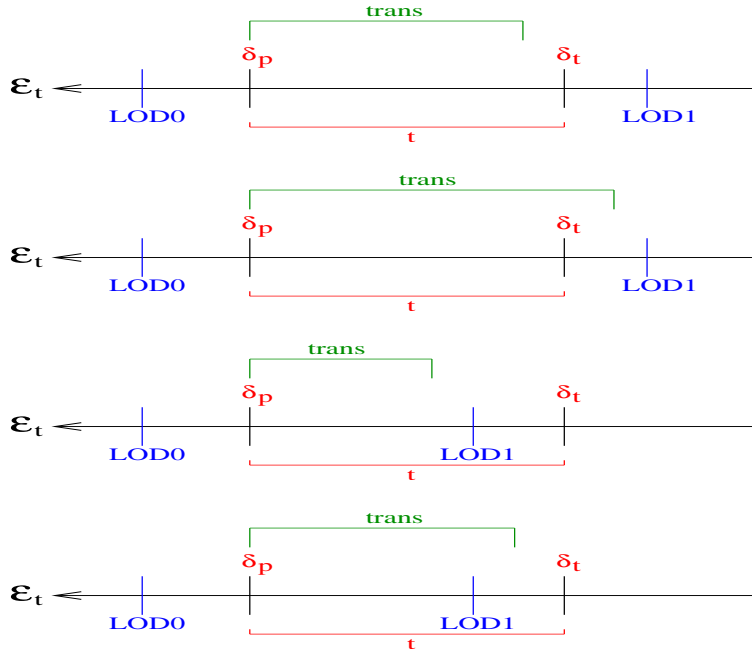 trans
δp δt
εt
LOD0 LOD1
t
trans
δp δt
εt
LOD0 LOD1
t
trans
δp δt
εt
LOD0 LOD1
t
trans
δp δt
εt
LOD0 LOD1
t